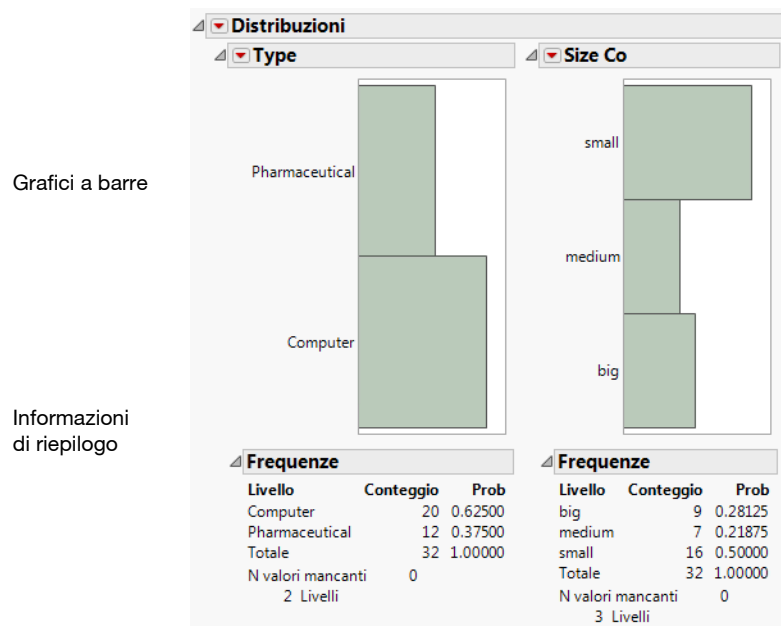 Distribuzioni
Type
Size Co
Grafici a barre
Pharmaceutical
Computer
small
medium
big
Informazioni
di riepilogo
Frequenze
Livello Conteggio Prob
Computer 20 0.62500
Pharmaceutical 12 0.37500
Totale 32 1.00000
N valori mancanti 0
2 Livelli
Frequenze
Livello Conteggio Prob
big 9 0.28125
medium 7 0.21875
small 16 0.50000
Totale 32 1.00000
N valori mancanti 0
3 Livelli